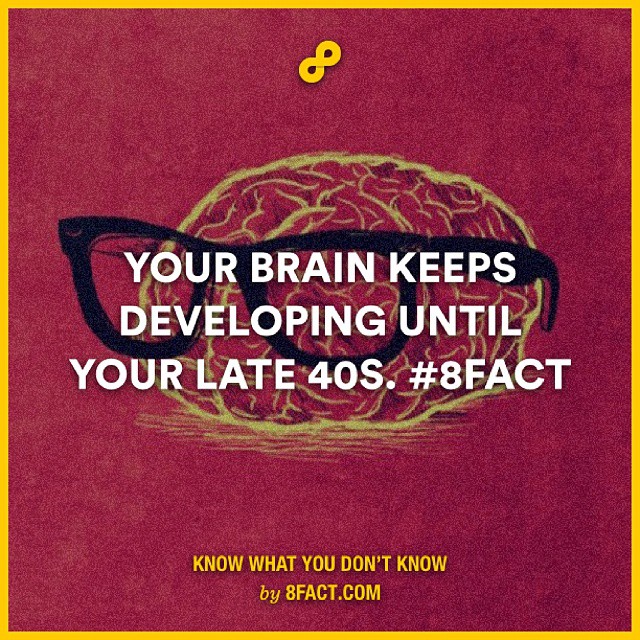 YOUR BRAIN KEEPS
DEVELOPING UNTIL
YOUR LATE 40S. #8FACT
KNOW WHAT YOU DON'T KNOW
by 8FACT.COM